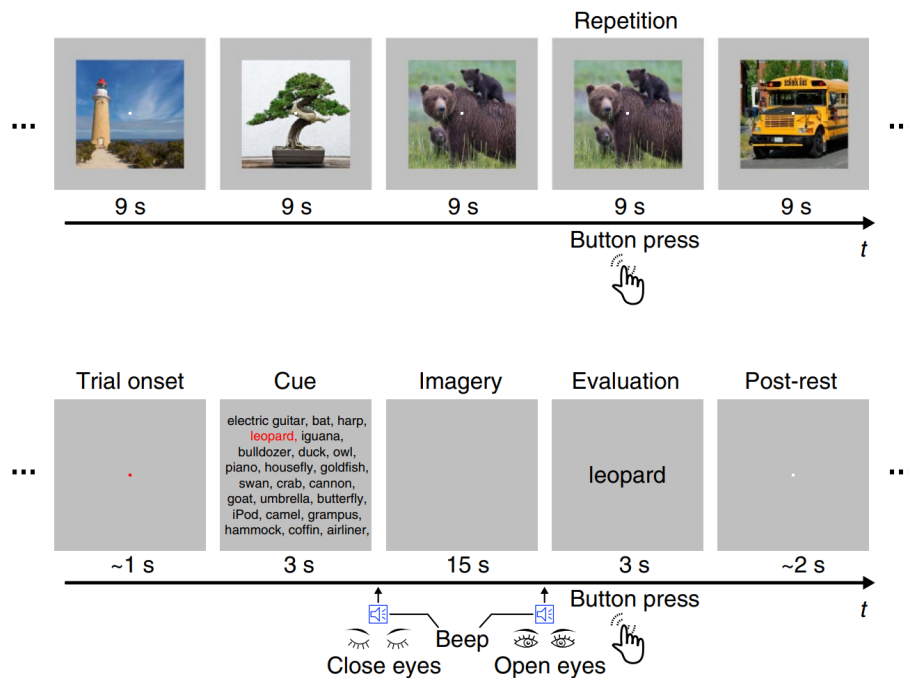 Repetition
SCHOOL BUS
...
...
9 s 9 s 9 s 9 s 9 s
Button press
t
Trial onset Cue Imagery Evaluation Post-rest
electric guitar, bat, harp,
leopard, iguana,
bulldozer, duck, owl,
piano, housefly, goldfish,
swan, crab, cannon,
goat, umbrella, butterfly,
iPod, camel, grampus,
hammock, coffin, airliner,
leopard
...
...
~1 s 3 s 15 s 3 s ~2 s
Button press
t
Beep
Close eyes Open eyes